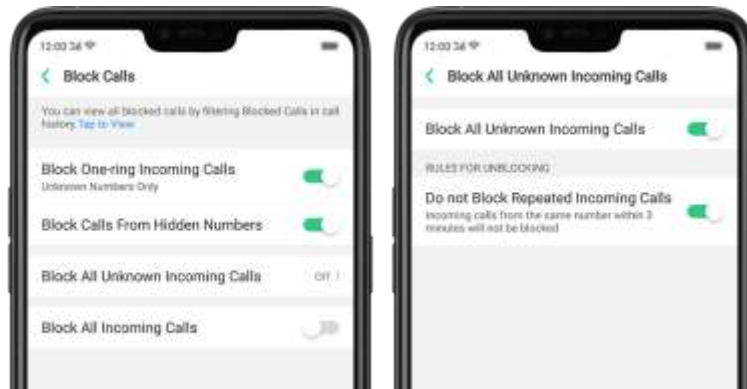 12:00
Block Calls
You can view all blocked calls by filtering Blocked Calls in call
history. Tap to View
Block One-ring Incoming Calls
Unknown Numbers Only
Block Calls From Hidden Numbers
Block All Unknown Incoming Calls Off
Block All Incoming Calls
12:00
Block All Unknown Incoming Calls
Block All Unknown Incoming Calls
RULES FOR UNBLOCKING
Do not Block Repeated Incoming Calls
Incoming calls from the same number within 3
minutes will not be blocked